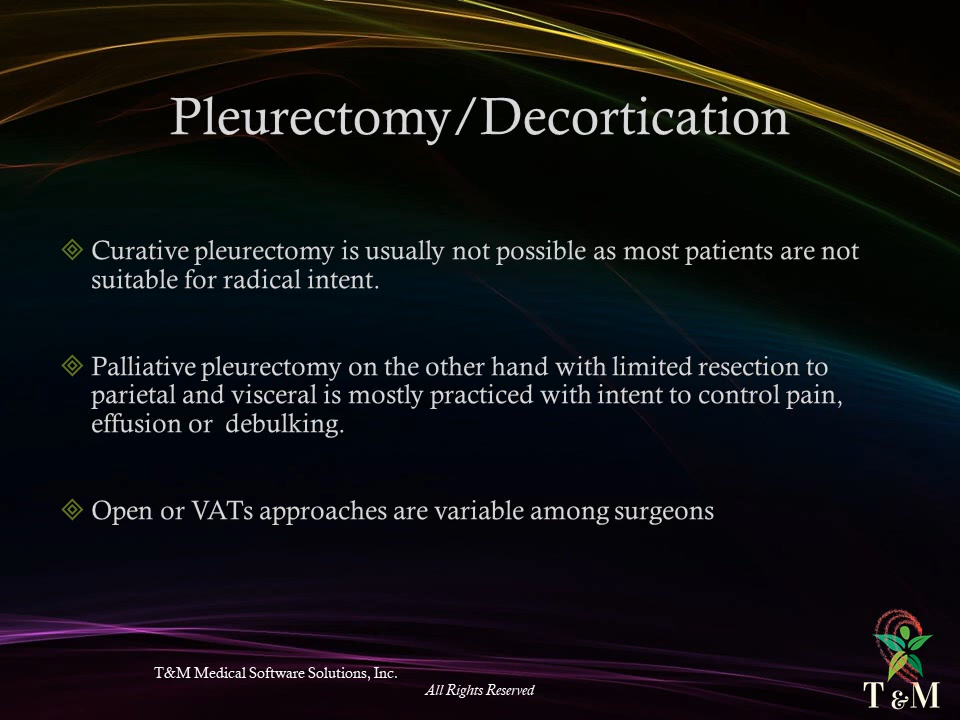 Pleurectomy/Decortication
Curative pleurectomy is usually not possible as most patients are not
suitable for radical intent.
Palliative pleurectomy on the other hand with limited resection to
parietal and visceral is mostly practiced with intent to control pain,
effusion or  debulking.
Open or VATs approaches are variable among surgeons
T&M Medical Software Solutions, Inc.
All Rights Reserved
T & M